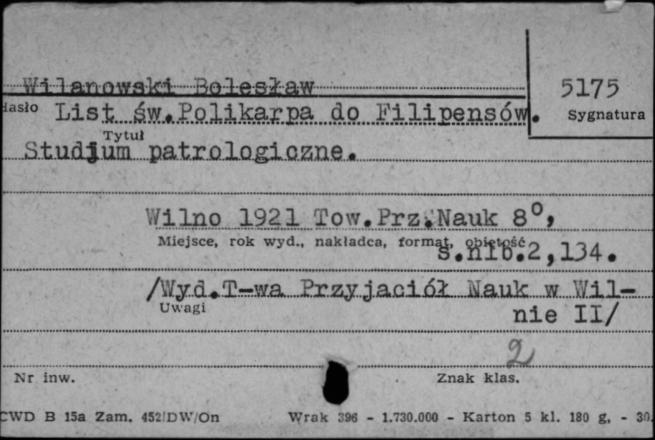 Wilanowski Bolesław
5175
Hasło List św.Polikarpa do Filipensów.
Sygnatura
Tytuł
Studjum patrologiczne.
Wilno 1921 Tow.Prz.Nauk 8°,
Miejsce, rok wyd., nakładca, format, objętość
s.nlb.2,134.
/Wyd.T-wa Przyjaciół Nauk w Wil-
Uwagi
nie II/
2
Nr inw.
Znak klas.
CWD B 15a Zam. 452/DW/On Wrak 396 - 1.730.000 - Karton 5 kl. 180 g. - 30.